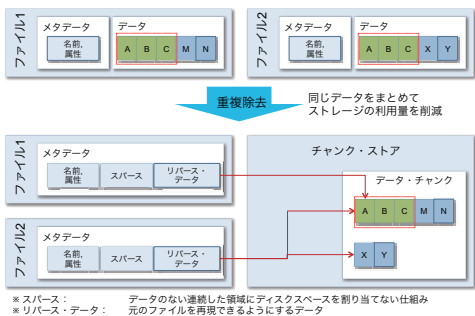 ファイル1
メタデータ
名前,
属性
データ
A B C M N
ファイル2
メタデータ
名前,
属性
データ
A B C X Y
重複除去
同じデータをまとめて
ストレージの利用量を削減
ファイル1
メタデータ
名前,
属性
スパース
リパース・
データ
チャンク・ストア
データ・チャンク
A B C M N
ファイル2
メタデータ
名前,
属性
スパース
リパース・
データ
X Y
※ スパース： データのない連続した領域にディスクスペースを割り当てない仕組み
※ リパース・データ： 元のファイルを再現できるようにするデータ